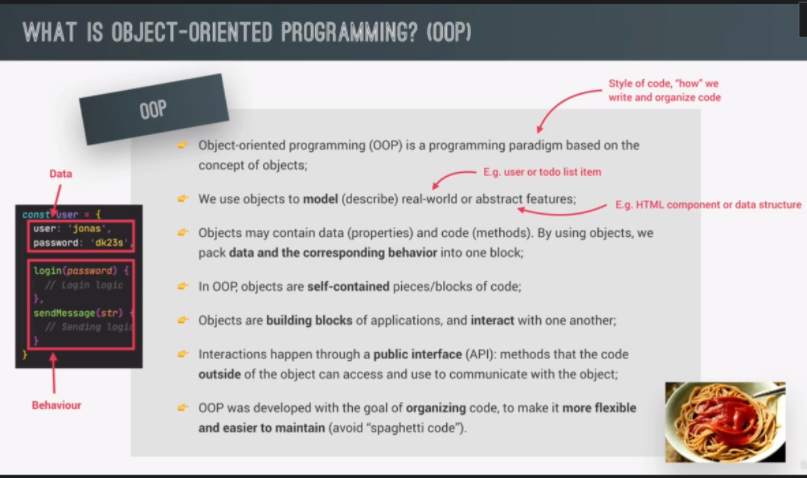 WHAT IS OBJECT-ORIENTED PROGRAMMING? (OOP)
OOP
Style of code, "how" we
write and organize code
Object-oriented programming (OOP) is a programming paradigm based on the
concept of objects;
E.g. user or todo list item
We use objects to model (describe) real-world or abstract features;
E.g. HTML component or data structure
Objects may contain data (properties) and code (methods). By using objects, we
pack data and the corresponding behavior into one block;
In OOP, objects are self-contained pieces/blocks of code;
Objects are building blocks of applications, and interact with one another;
Interactions happen through a public interface (API): methods that the code
outside of the object can access and use to communicate with the object;
OOP was developed with the goal of organizing code, to make it more flexible
and easier to maintain (avoid "spaghetti code").
Data
const user = {
user: 'jonas',
password: 'dk23s',
login(password) {
// Login logic
},
sendMessage(str) {
// Sending logic
}
}
Behaviour